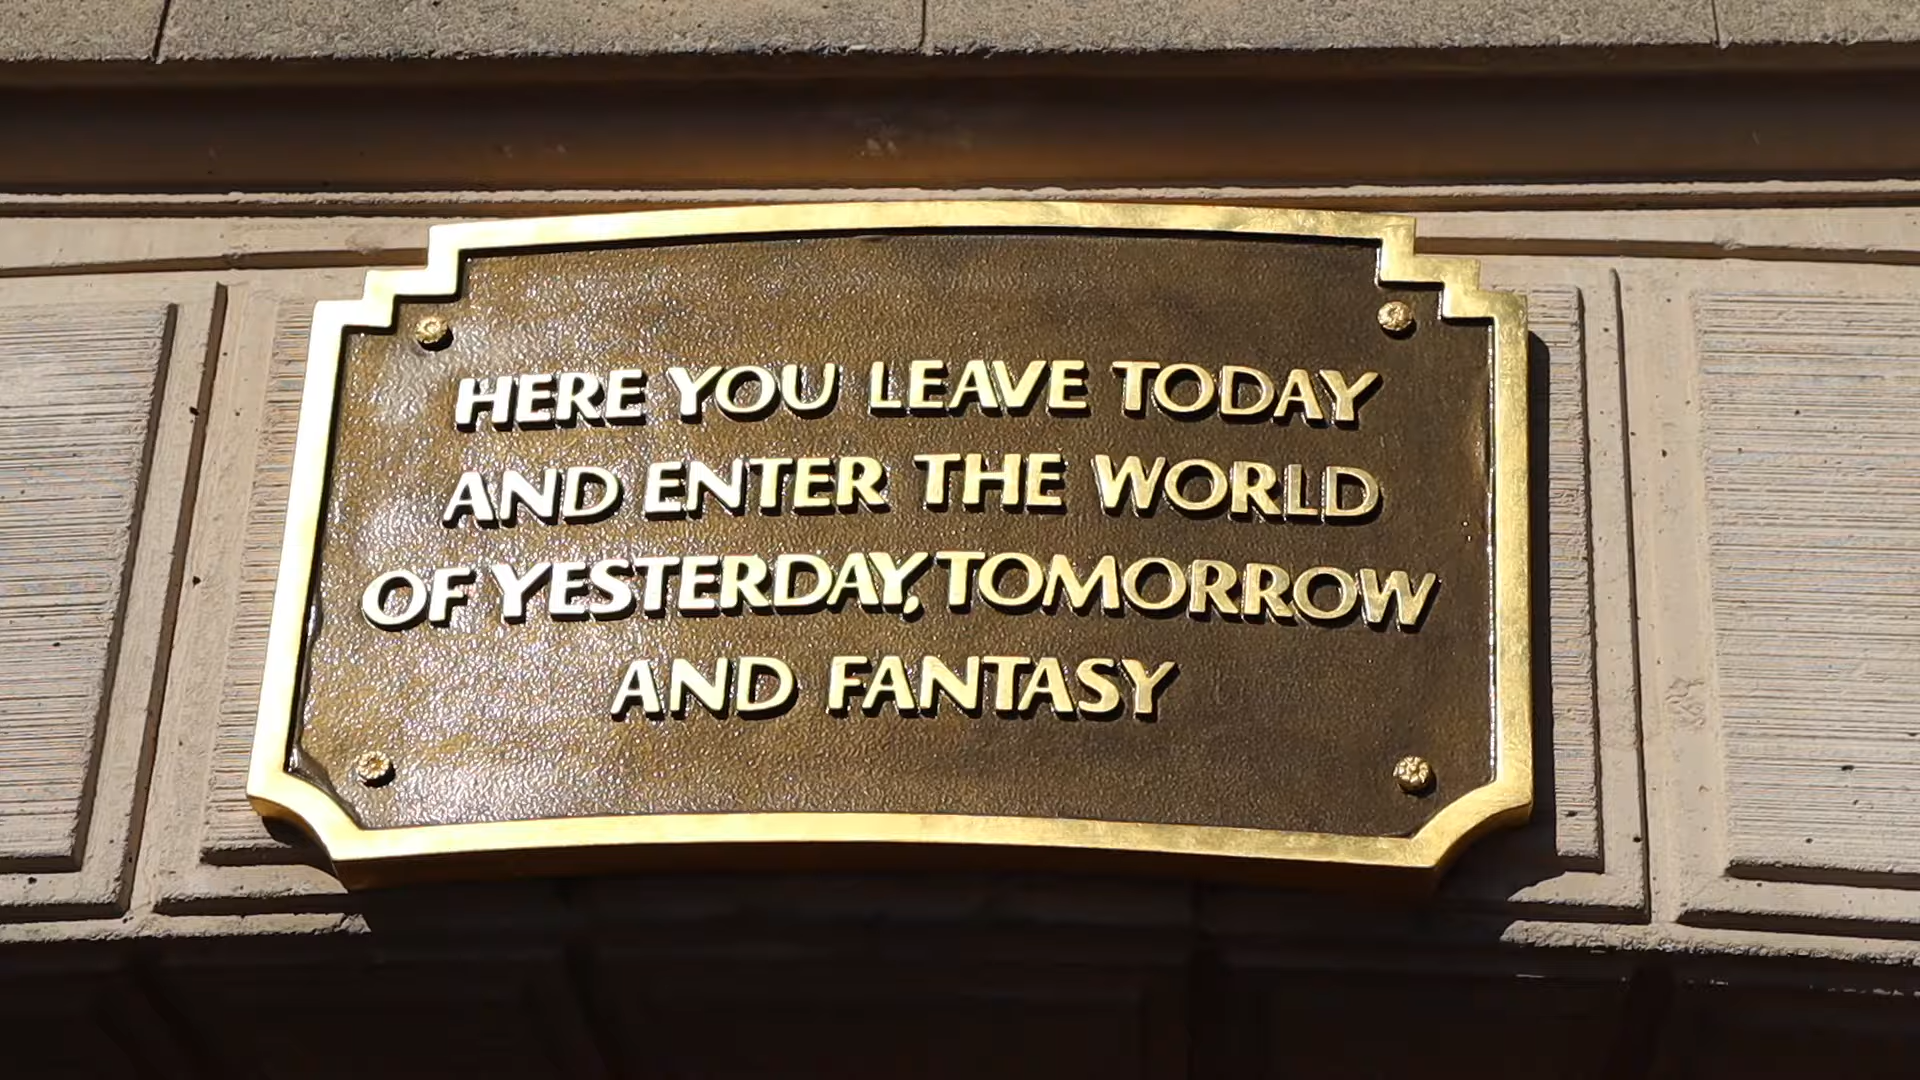 HERE YOU LEAVE TODAY
AND ENTER THE WORLD
OF YESTERDAY, TOMORROW
AND FANTASY